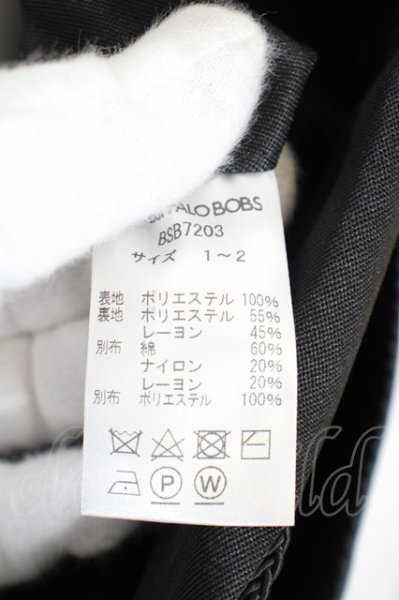 ALO BOBS
BSB7203
サイズ 1～2
表地 ポリエステル 100%
裏地 ポリエステル 55%
レーヨン 45%
別布 綿 60%
ナイロン 20%
レーヨン 20%
別布 ポリエステル 100%
P W